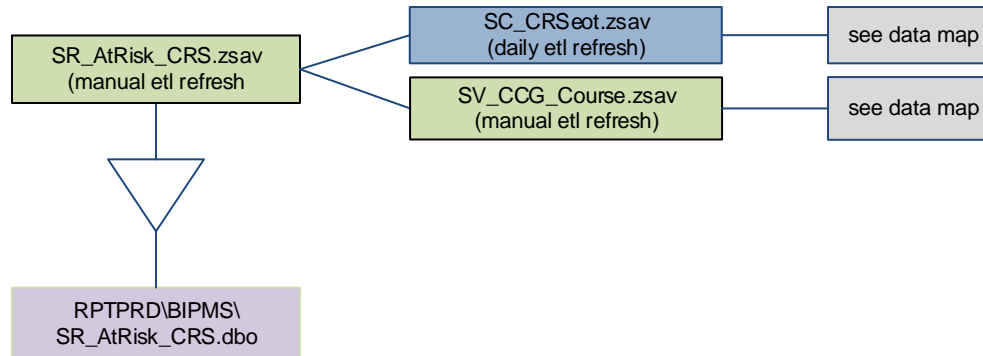 SR_AtRisk_CRS.zsav
(manual etl refresh
SC_CRSeot.zsav
(daily etl refresh)
see data map
SV_CCG_Course.zsav
(manual etl refresh)
see data map
RPTPRD\BIPMS\
SR_AtRisk_CRS.dbo